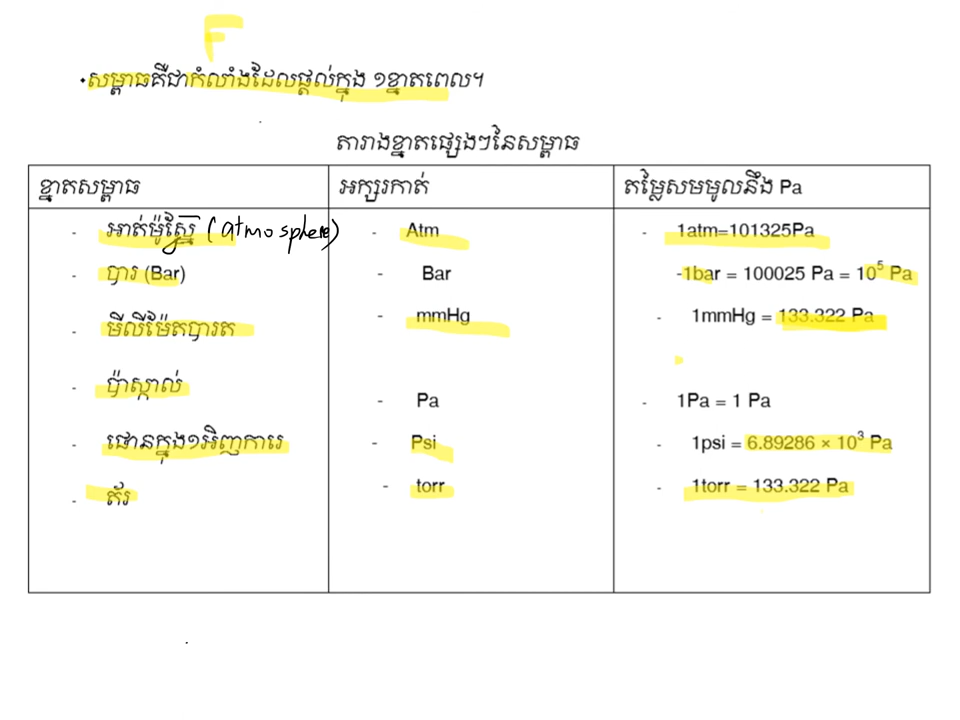 F
•សម្ពាធគឺជាកំលាំងដែលផ្តល់ក្នុង ១ខ្នាតពេល។
តារាងខ្នាតផ្សេងៗនៃសម្ពាធ
ខ្នាតសម្ពាធ អក្សរកាត់ តម្លៃសមមូលនឹង Pa
- អាត់ម៉ូស្វែ (atmosphere) - Atm - 1atm=101325Pa
- បារ (Bar) - Bar -1bar = 100025 Pa = 10⁵ Pa
- មីលីម៉ែតបារត - mmHg - 1mmHg = 133.322 Pa
- ប៉ាស្កាល់ - Pa - 1Pa = 1 Pa
- ផោនក្នុង១អិញការេ - Psi - 1psi = 6.89286 × 10³ Pa
- ត័រ - torr - 1torr = 133.322 Pa